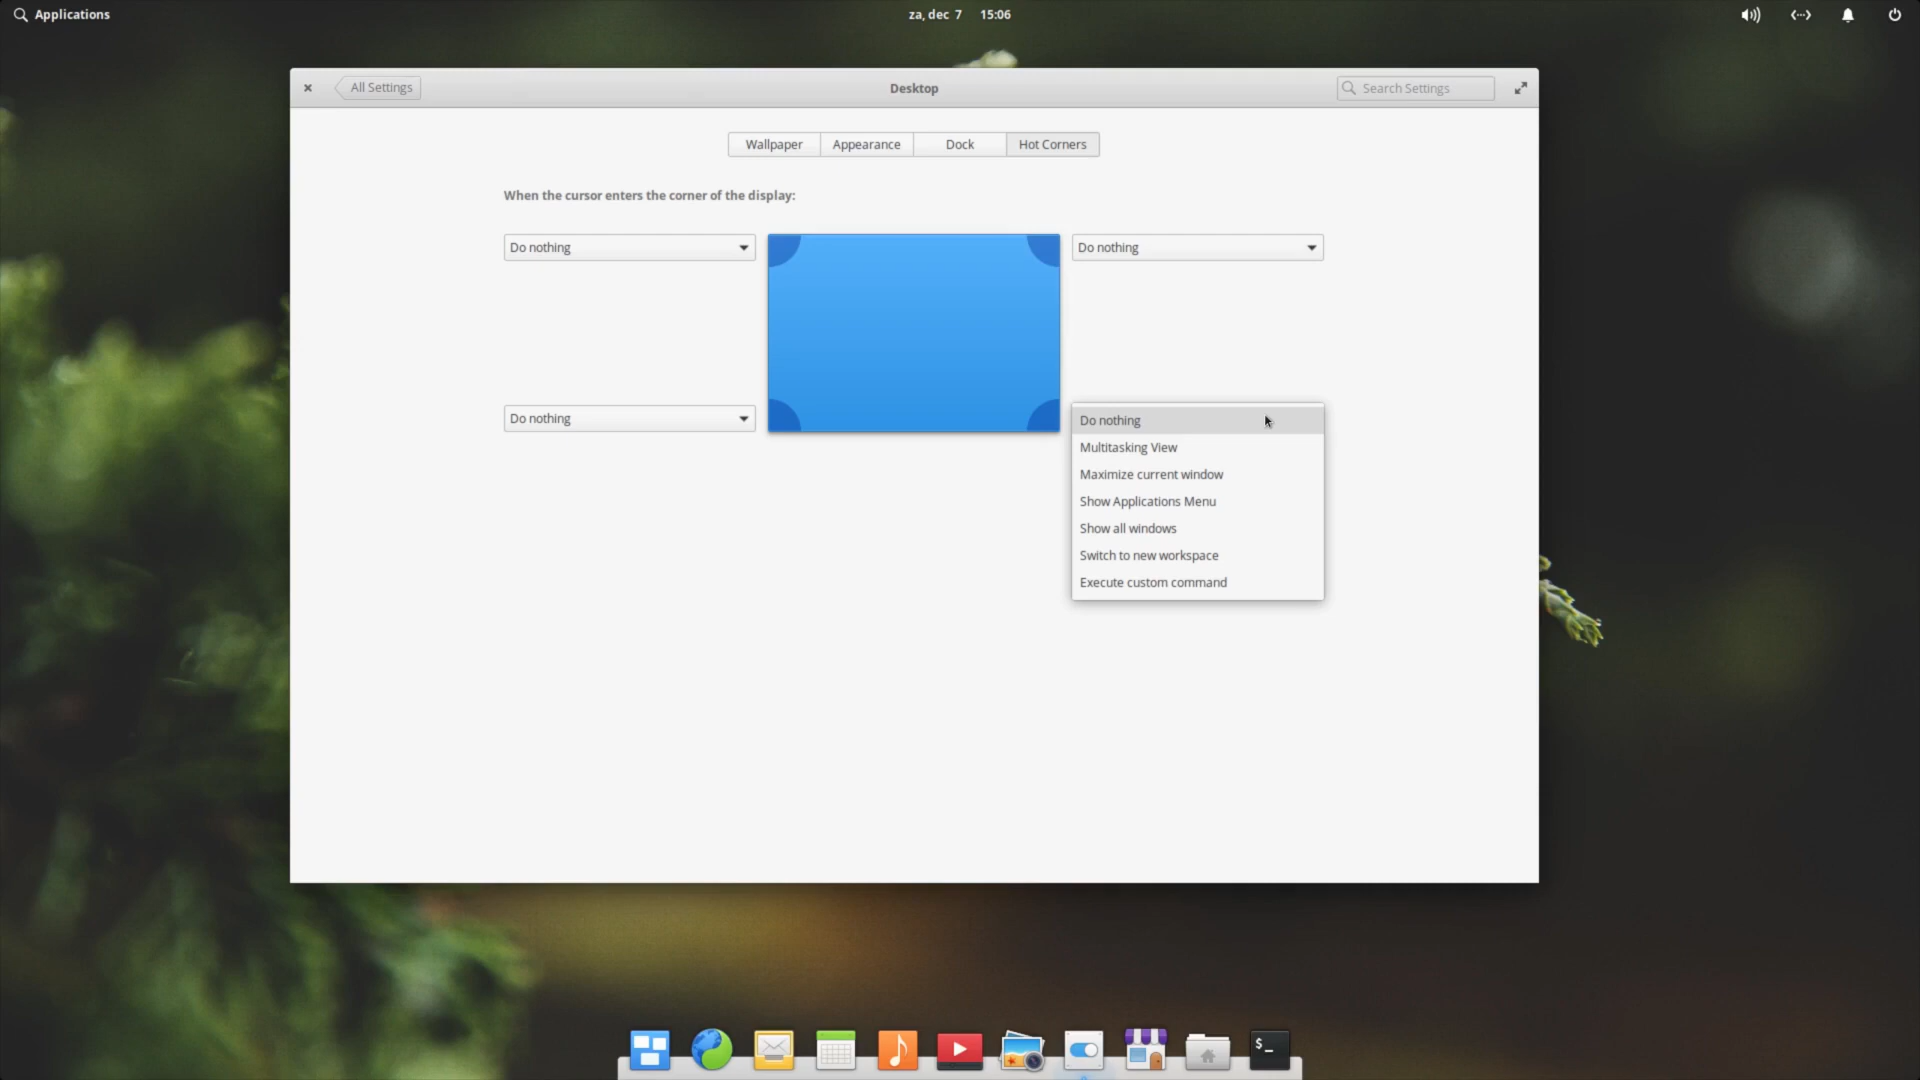 Applications
za, dec 7 15:06
All Settings
Desktop
Search Settings
Wallpaper
Appearance
Dock
Hot Corners
When the cursor enters the corner of the display:
Do nothing
Do nothing
Do nothing
Do nothing
Multitasking View
Maximize current window
Show Applications Menu
Show all windows
Switch to new workspace
Execute custom command
$_